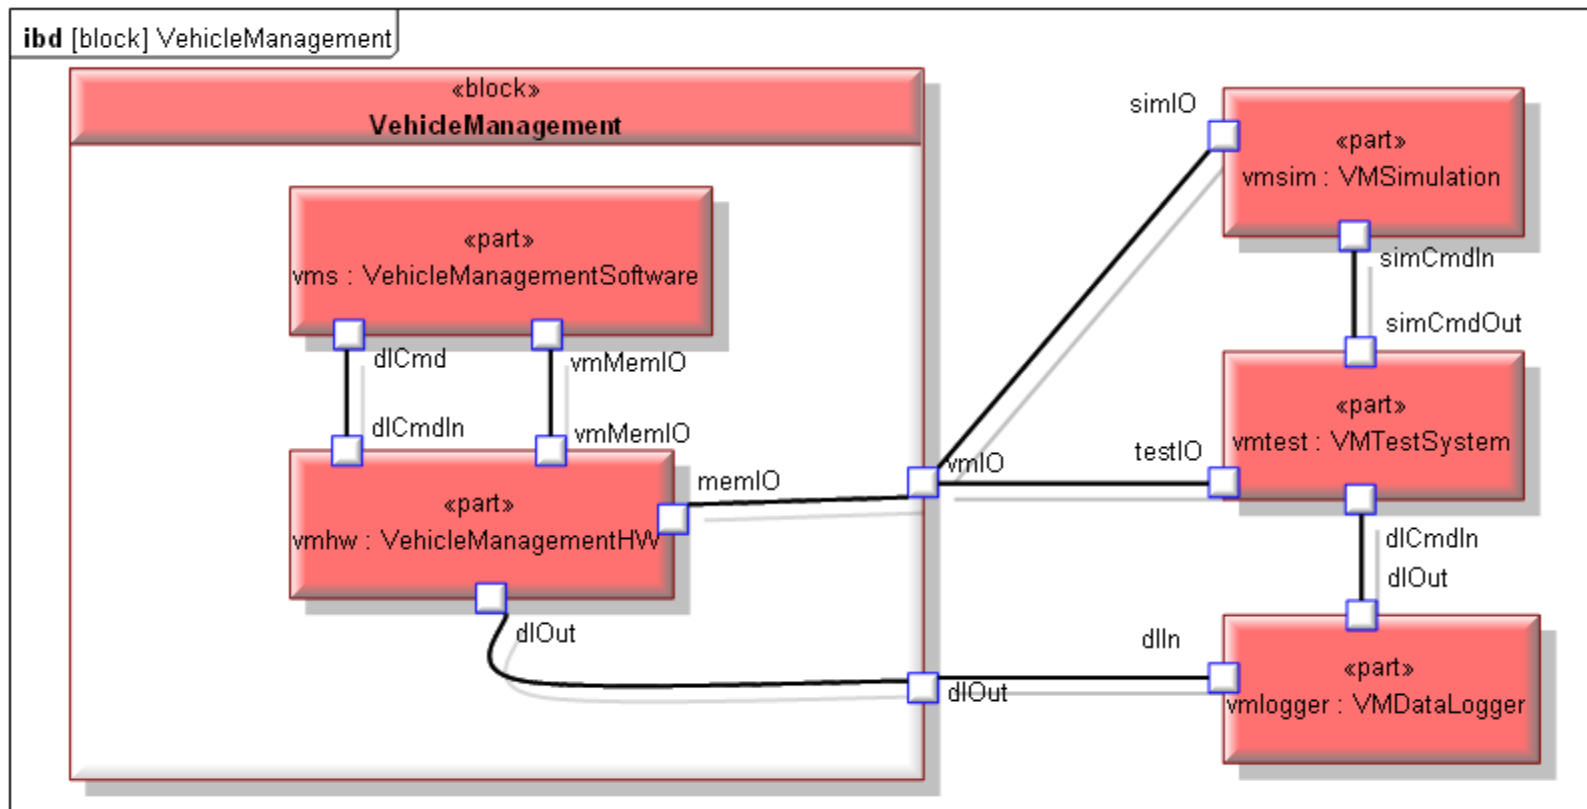 ibd [block] VehicleManagement
«block»
VehicleManagement
«part»
vms : VehicleManagementSoftware
dlCmd
vmMemIO
dlCmdIn
vmMemIO
«part»
vmhw : VehicleManagementHW
memIO
dlOut
vmIO
dlOut
simIO
«part»
vmsim : VMSimulation
simCmdIn
simCmdOut
testIO
«part»
vmtest : VMTestSystem
dlCmdIn
dlOut
dlIn
«part»
vmlogger : VMDataLogger